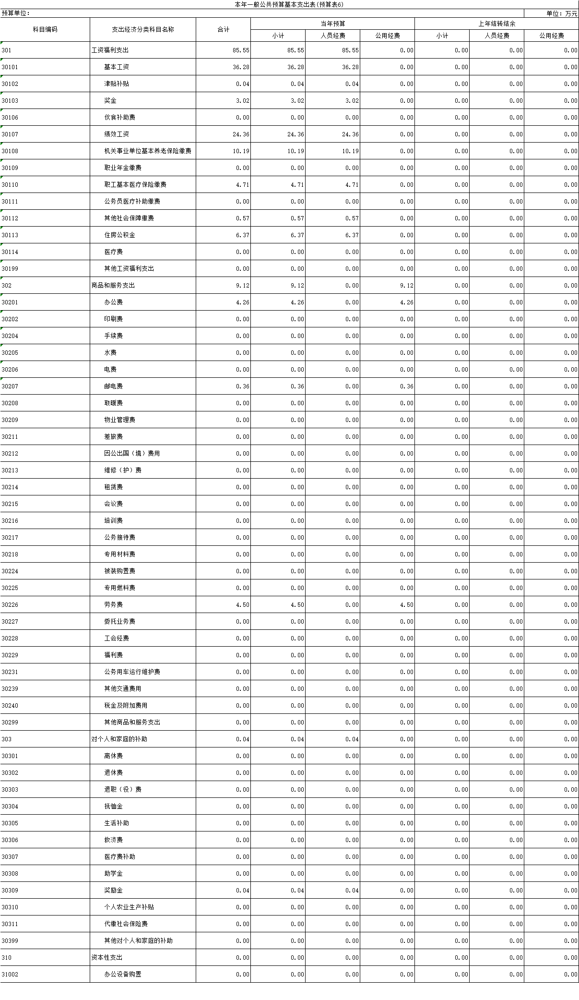 本年一般公共预算基本支出表(预算表6)
预算单位: 单位: 万元
科目编码 支出经济分类科目名称 合计 当年预算 上年结转结余
小计 人员经费 公用经费 小计 人员经费 公用经费
301 工资福利支出 85.55 85.55 85.55 0.00 0.00 0.00 0.00
30101 基本工资 36.28 36.28 36.28 0.00 0.00 0.00 0.00
30102 津贴补贴 0.04 0.04 0.04 0.00 0.00 0.00 0.00
30103 奖金 3.02 3.02 3.02 0.00 0.00 0.00 0.00
30106 伙食补助费 0.00 0.00 0.00 0.00 0.00 0.00 0.00
30107 绩效工资 24.36 24.36 24.36 0.00 0.00 0.00 0.00
30108 机关事业单位基本养老保险缴费 10.19 10.19 10.19 0.00 0.00 0.00 0.00
30109 职业年金缴费 0.00 0.00 0.00 0.00 0.00 0.00 0.00
30110 职工基本医疗保险缴费 4.71 4.71 4.71 0.00 0.00 0.00 0.00
30111 公务员医疗补助缴费 0.00 0.00 0.00 0.00 0.00 0.00 0.00
30112 其他社会保障缴费 0.57 0.57 0.57 0.00 0.00 0.00 0.00
30113 住房公积金 6.37 6.37 6.37 0.00 0.00 0.00 0.00
30114 医疗费 0.00 0.00 0.00 0.00 0.00 0.00 0.00
30199 其他工资福利支出 0.00 0.00 0.00 0.00 0.00 0.00 0.00
302 商品和服务支出 9.12 9.12 0.00 9.12 0.00 0.00 0.00
30201 办公费 4.26 4.26 0.00 4.26 0.00 0.00 0.00
30202 印刷费 0.00 0.00 0.00 0.00 0.00 0.00 0.00
30204 手续费 0.00 0.00 0.00 0.00 0.00 0.00 0.00
30205 水费 0.00 0.00 0.00 0.00 0.00 0.00 0.00
30206 电费 0.00 0.00 0.00 0.00 0.00 0.00 0.00
30207 邮电费 0.36 0.36 0.00 0.36 0.00 0.00 0.00
30208 取暖费 0.00 0.00 0.00 0.00 0.00 0.00 0.00
30209 物业管理费 0.00 0.00 0.00 0.00 0.00 0.00 0.00
30211 差旅费 0.00 0.00 0.00 0.00 0.00 0.00 0.00
30212 因公出国（境）费用 0.00 0.00 0.00 0.00 0.00 0.00 0.00
30213 维修（护）费 0.00 0.00 0.00 0.00 0.00 0.00 0.00
30214 租赁费 0.00 0.00 0.00 0.00 0.00 0.00 0.00
30215 会议费 0.00 0.00 0.00 0.00 0.00 0.00 0.00
30216 培训费 0.00 0.00 0.00 0.00 0.00 0.00 0.00
30217 公务接待费 0.00 0.00 0.00 0.00 0.00 0.00 0.00
30218 专用材料费 0.00 0.00 0.00 0.00 0.00 0.00 0.00
30224 被装购置费 0.00 0.00 0.00 0.00 0.00 0.00 0.00
30225 专用燃料费 0.00 0.00 0.00 0.00 0.00 0.00 0.00
30226 劳务费 4.50 4.50 0.00 4.50 0.00 0.00 0.00
30227 委托业务费 0.00 0.00 0.00 0.00 0.00 0.00 0.00
30228 工会经费 0.00 0.00 0.00 0.00 0.00 0.00 0.00
30229 福利费 0.00 0.00 0.00 0.00 0.00 0.00 0.00
30231 公务用车运行维护费 0.00 0.00 0.00 0.00 0.00 0.00 0.00
30239 其他交通费用 0.00 0.00 0.00 0.00 0.00 0.00 0.00
30240 税金及附加费用 0.00 0.00 0.00 0.00 0.00 0.00 0.00
30299 其他商品和服务支出 0.00 0.00 0.00 0.00 0.00 0.00 0.00
303 对个人和家庭的补助 0.04 0.04 0.04 0.00 0.00 0.00 0.00
30301 离休费 0.00 0.00 0.00 0.00 0.00 0.00 0.00
30302 退休费 0.00 0.00 0.00 0.00 0.00 0.00 0.00
30303 退职（役）费 0.00 0.00 0.00 0.00 0.00 0.00 0.00
30304 抚恤金 0.00 0.00 0.00 0.00 0.00 0.00 0.00
30305 生活补助 0.00 0.00 0.00 0.00 0.00 0.00 0.00
30306 救济费 0.00 0.00 0.00 0.00 0.00 0.00 0.00
30307 医疗费补助 0.00 0.00 0.00 0.00 0.00 0.00 0.00
30308 助学金 0.00 0.00 0.00 0.00 0.00 0.00 0.00
30309 奖励金 0.04 0.04 0.04 0.00 0.00 0.00 0.00
30310 个人农业生产补贴 0.00 0.00 0.00 0.00 0.00 0.00 0.00
30311 代缴社会保险费 0.00 0.00 0.00 0.00 0.00 0.00 0.00
30399 其他对个人和家庭的补助 0.00 0.00 0.00 0.00 0.00 0.00 0.00
310 资本性支出 0.00 0.00 0.00 0.00 0.00 0.00 0.00
31002 办公设备购置 0.00 0.00 0.00 0.00 0.00 0.00 0.00